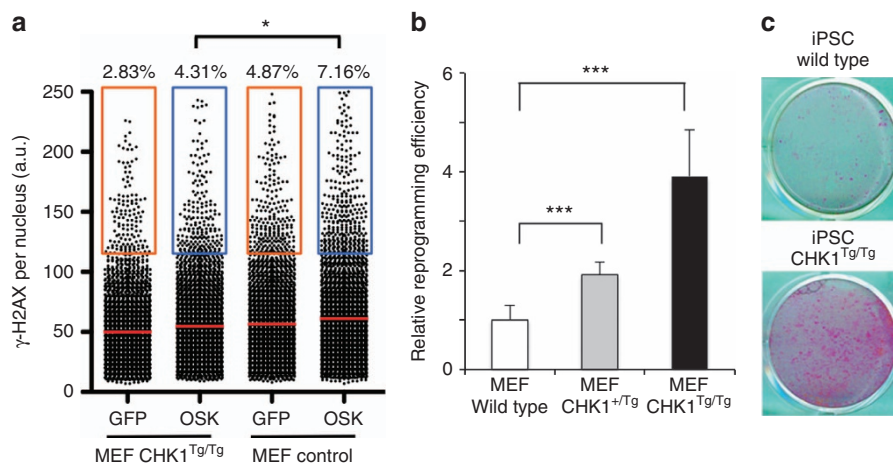 a
*
2.83% 4.31% 4.87% 7.16%
γ-H2AX per nucleus (a.u.)
250
200
150
100
50
0
GFP OSK GFP OSK
MEF CHK1Tg/Tg MEF control
b
Relative reprogramming efficiency
6
4
2
0
***
***
MEF
Wild type
MEF
CHK1+/Tg
MEF
CHK1Tg/Tg
c
iPSC
wild type
iPSC
CHK1Tg/Tg